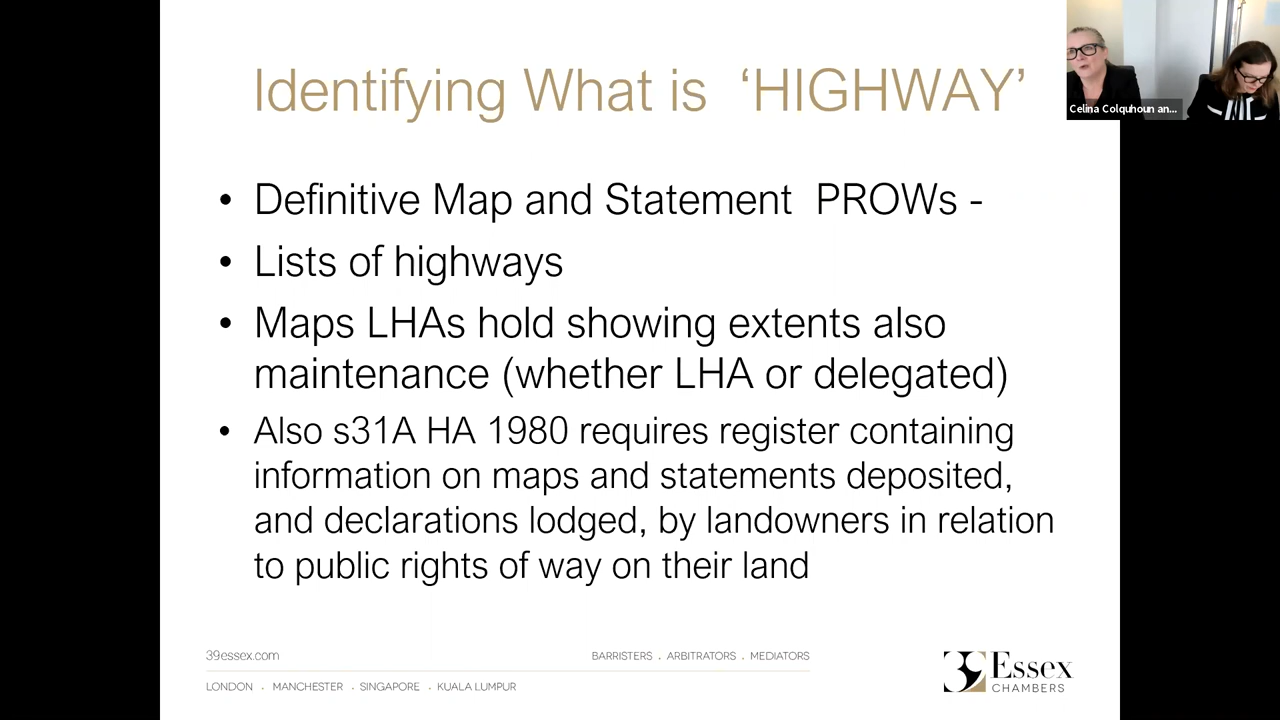 Identifying What is ‘HIGHWAY’
Celina Colquhoun an...
• Definitive Map and Statement PROWs -
• Lists of highways
• Maps LHAs hold showing extents also
maintenance (whether LHA or delegated)
• Also s31A HA 1980 requires register containing
information on maps and statements deposited,
and declarations lodged, by landowners in relation
to public rights of way on their land
39essex.com
BARRISTERS . ARBITRATORS . MEDIATORS
LONDON . MANCHESTER . SINGAPORE . KUALA LUMPUR
39 Essex
CHAMBERS